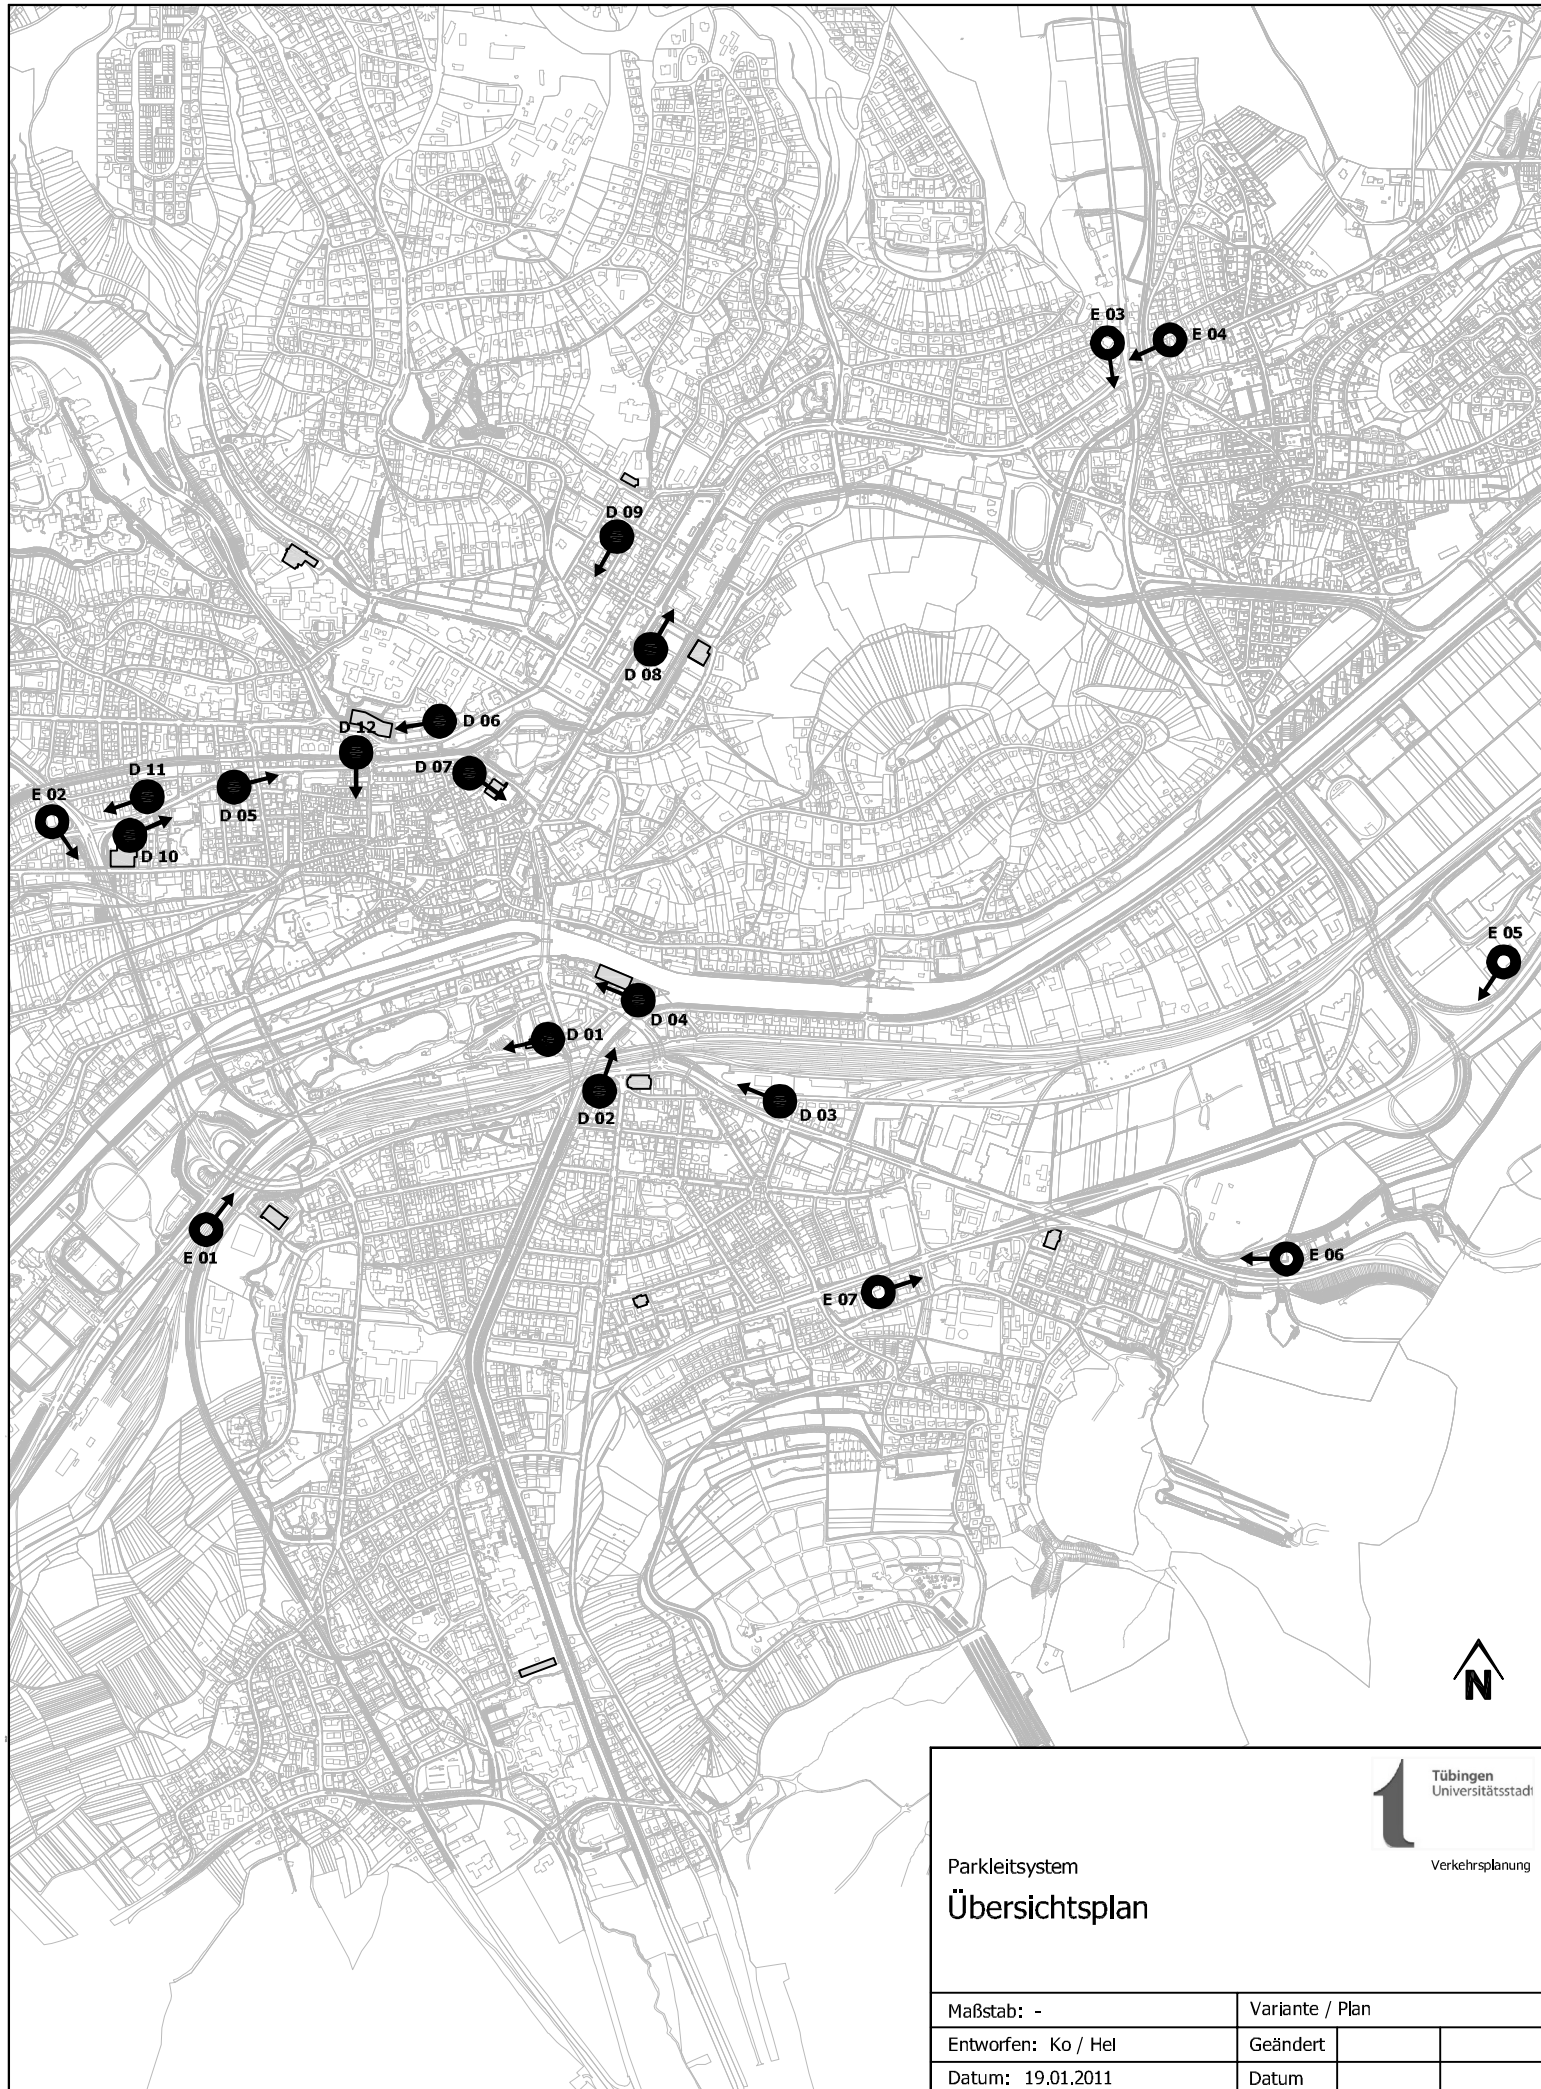 E 03
E 04
D 09
D 08
D 12
D 06
D 07
D 11
D 05
E 02
D 10
E 05
D 04
D 01
D 02
D 03
E 01
E 06
E 07
N
Tübingen
Universitätsstadt
Verkehrsplanung
Parkleitsystem
Übersichtsplan
Maßstab: -
Variante / Plan
Entworfen: Ko / Hel
Geändert
Datum: 19.01.2011
Datum